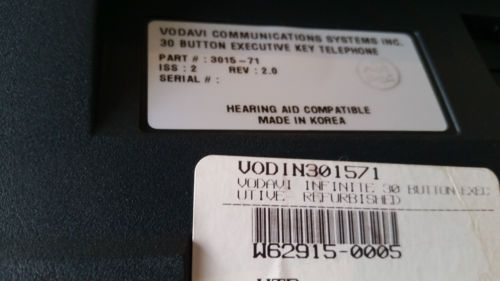 VODAVI COMMUNICATIONS SYSTEMS INC.
30 BUTTON EXECUTIVE KEY TELEPHONE
PART # : 3015-71
ISS : 2 REV : 2.0
SERIAL # :
HEARING AID COMPATIBLE
MADE IN KOREA
VODIN301571
VODAVI INFINITE 30 BUTTON EXEC
UTIVE- REFURBISHED
W62915-0005